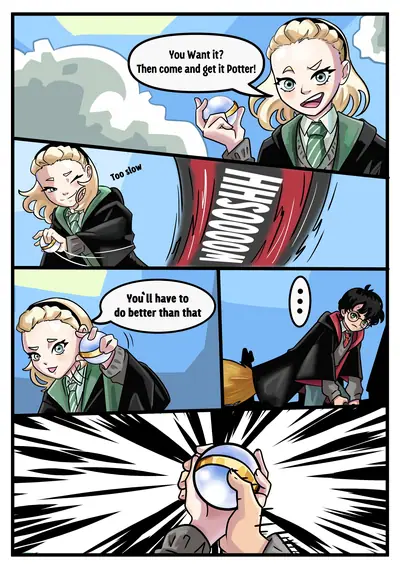 You Want it?
Then come and get it Potter!
Too slow
HHSOOOOM
You`ll have to
do better than that
...